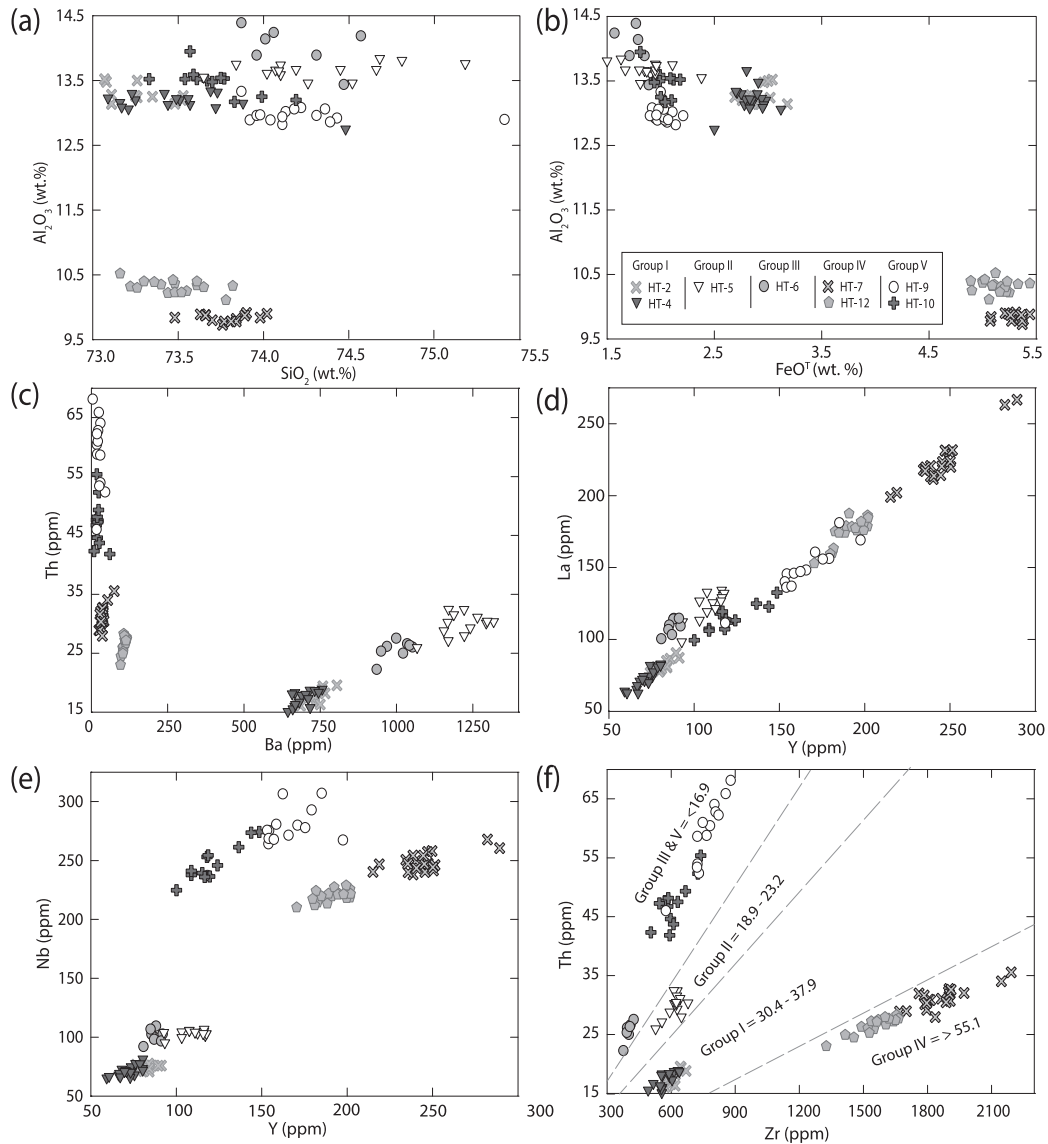 (a)
14.5
13.5
12.5
11.5
10.5
9.5
Al₂O₃ (wt.%)
73.0 73.5 74.0 74.5 75.0 75.5
SiO₂ (wt.%)
(b)
14.5
13.5
12.5
11.5
10.5
9.5
Al₂O₃ (wt.%)
Group I Group II Group III Group IV Group V
HT-2 HT-5 HT-6 HT-7 HT-9
HT-4 HT-12 HT-10
1.5 2.5 3.5 4.5 5.5
FeOᵀ (wt. %)
(c)
65
55
45
35
25
15
Th (ppm)
0 250 500 750 1000 1250
Ba (ppm)
(d)
250
200
150
100
50
La (ppm)
50 100 150 200 250 300
Y (ppm)
(e)
300
250
200
150
100
50
Nb (ppm)
50 100 150 200 250 300
Y (ppm)
(f)
65
55
45
35
25
15
Th (ppm)
Group III & V = <16.9
Group II = 18.9 - 23.2
Group I = 30.4 - 37.9
Group IV = > 55.1
300 600 900 1200 1500 1800 2100
Zr (ppm)